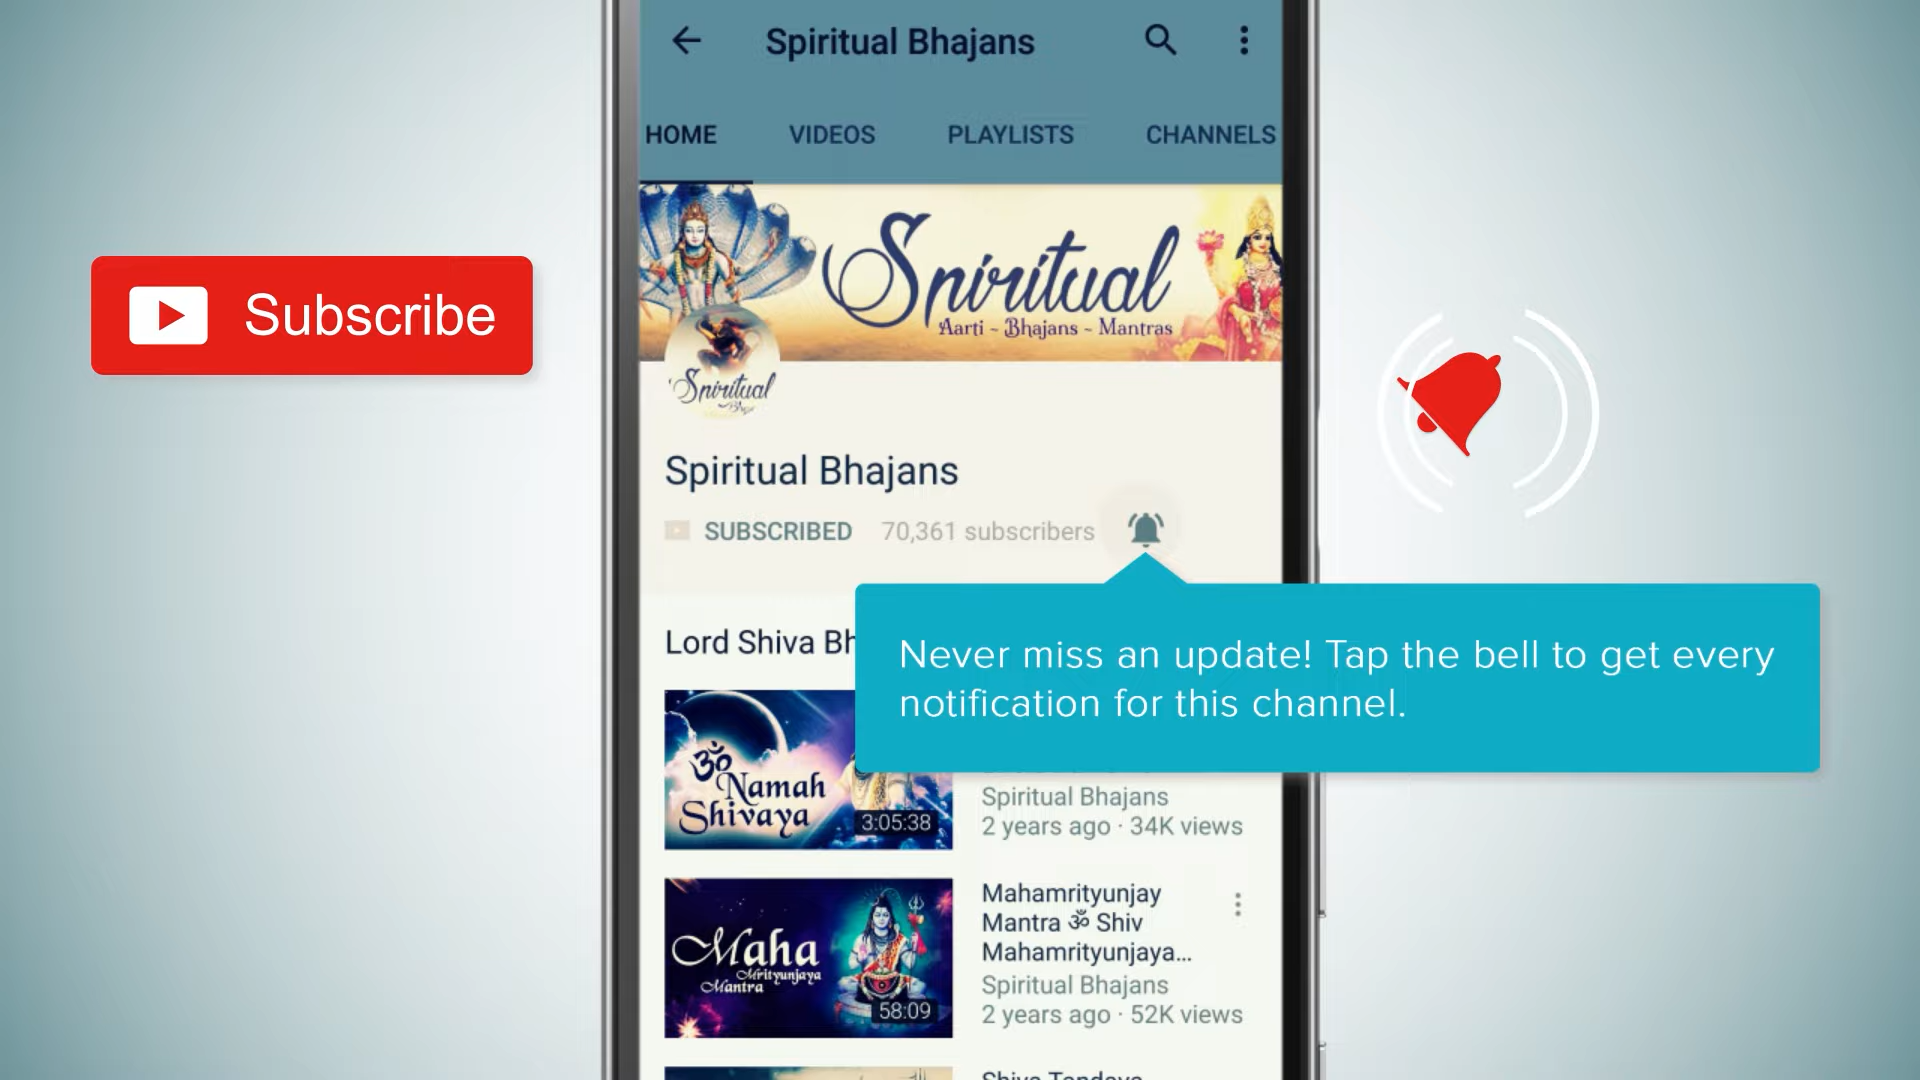 Spiritual Bhajans
HOME VIDEOS PLAYLISTS CHANNELS
Spiritual
Aarti ~ Bhajans ~ Mantras
Subscribe
Spiritual
Spiritual Bhajans
SUBSCRIBED 70,361 subscribers
Never miss an update! Tap the bell to get every
notification for this channel.
Lord Shiva
ॐ
Namah
Shivaya
3:05:38
Spiritual Bhajans
2 years ago · 34K views
Maha
Mrityunjaya
Mantra
58:09
Mahamrityunjay
Mantra ॐ Shiv
Mahamrityunjaya...
Spiritual Bhajans
2 years ago · 52K views